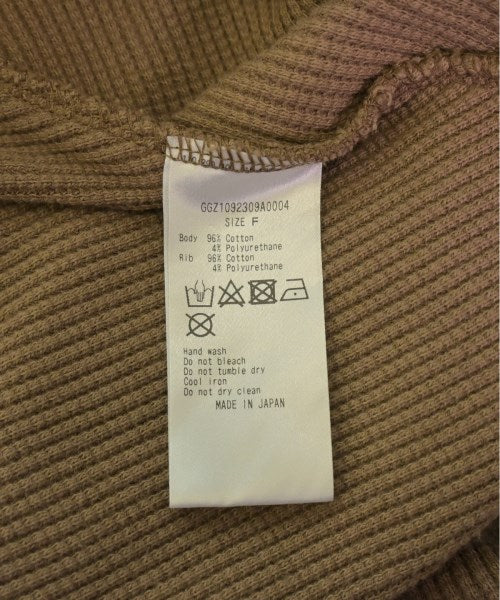 GGZ1092309A0004
SIZE F
Body 96% Cotton
4% Polyurethane
Rib 96% Cotton
4% Polyurethane
Hand wash
Do not bleach
Do not tumble dry
Cool iron
Do not dry clean
MADE IN JAPAN